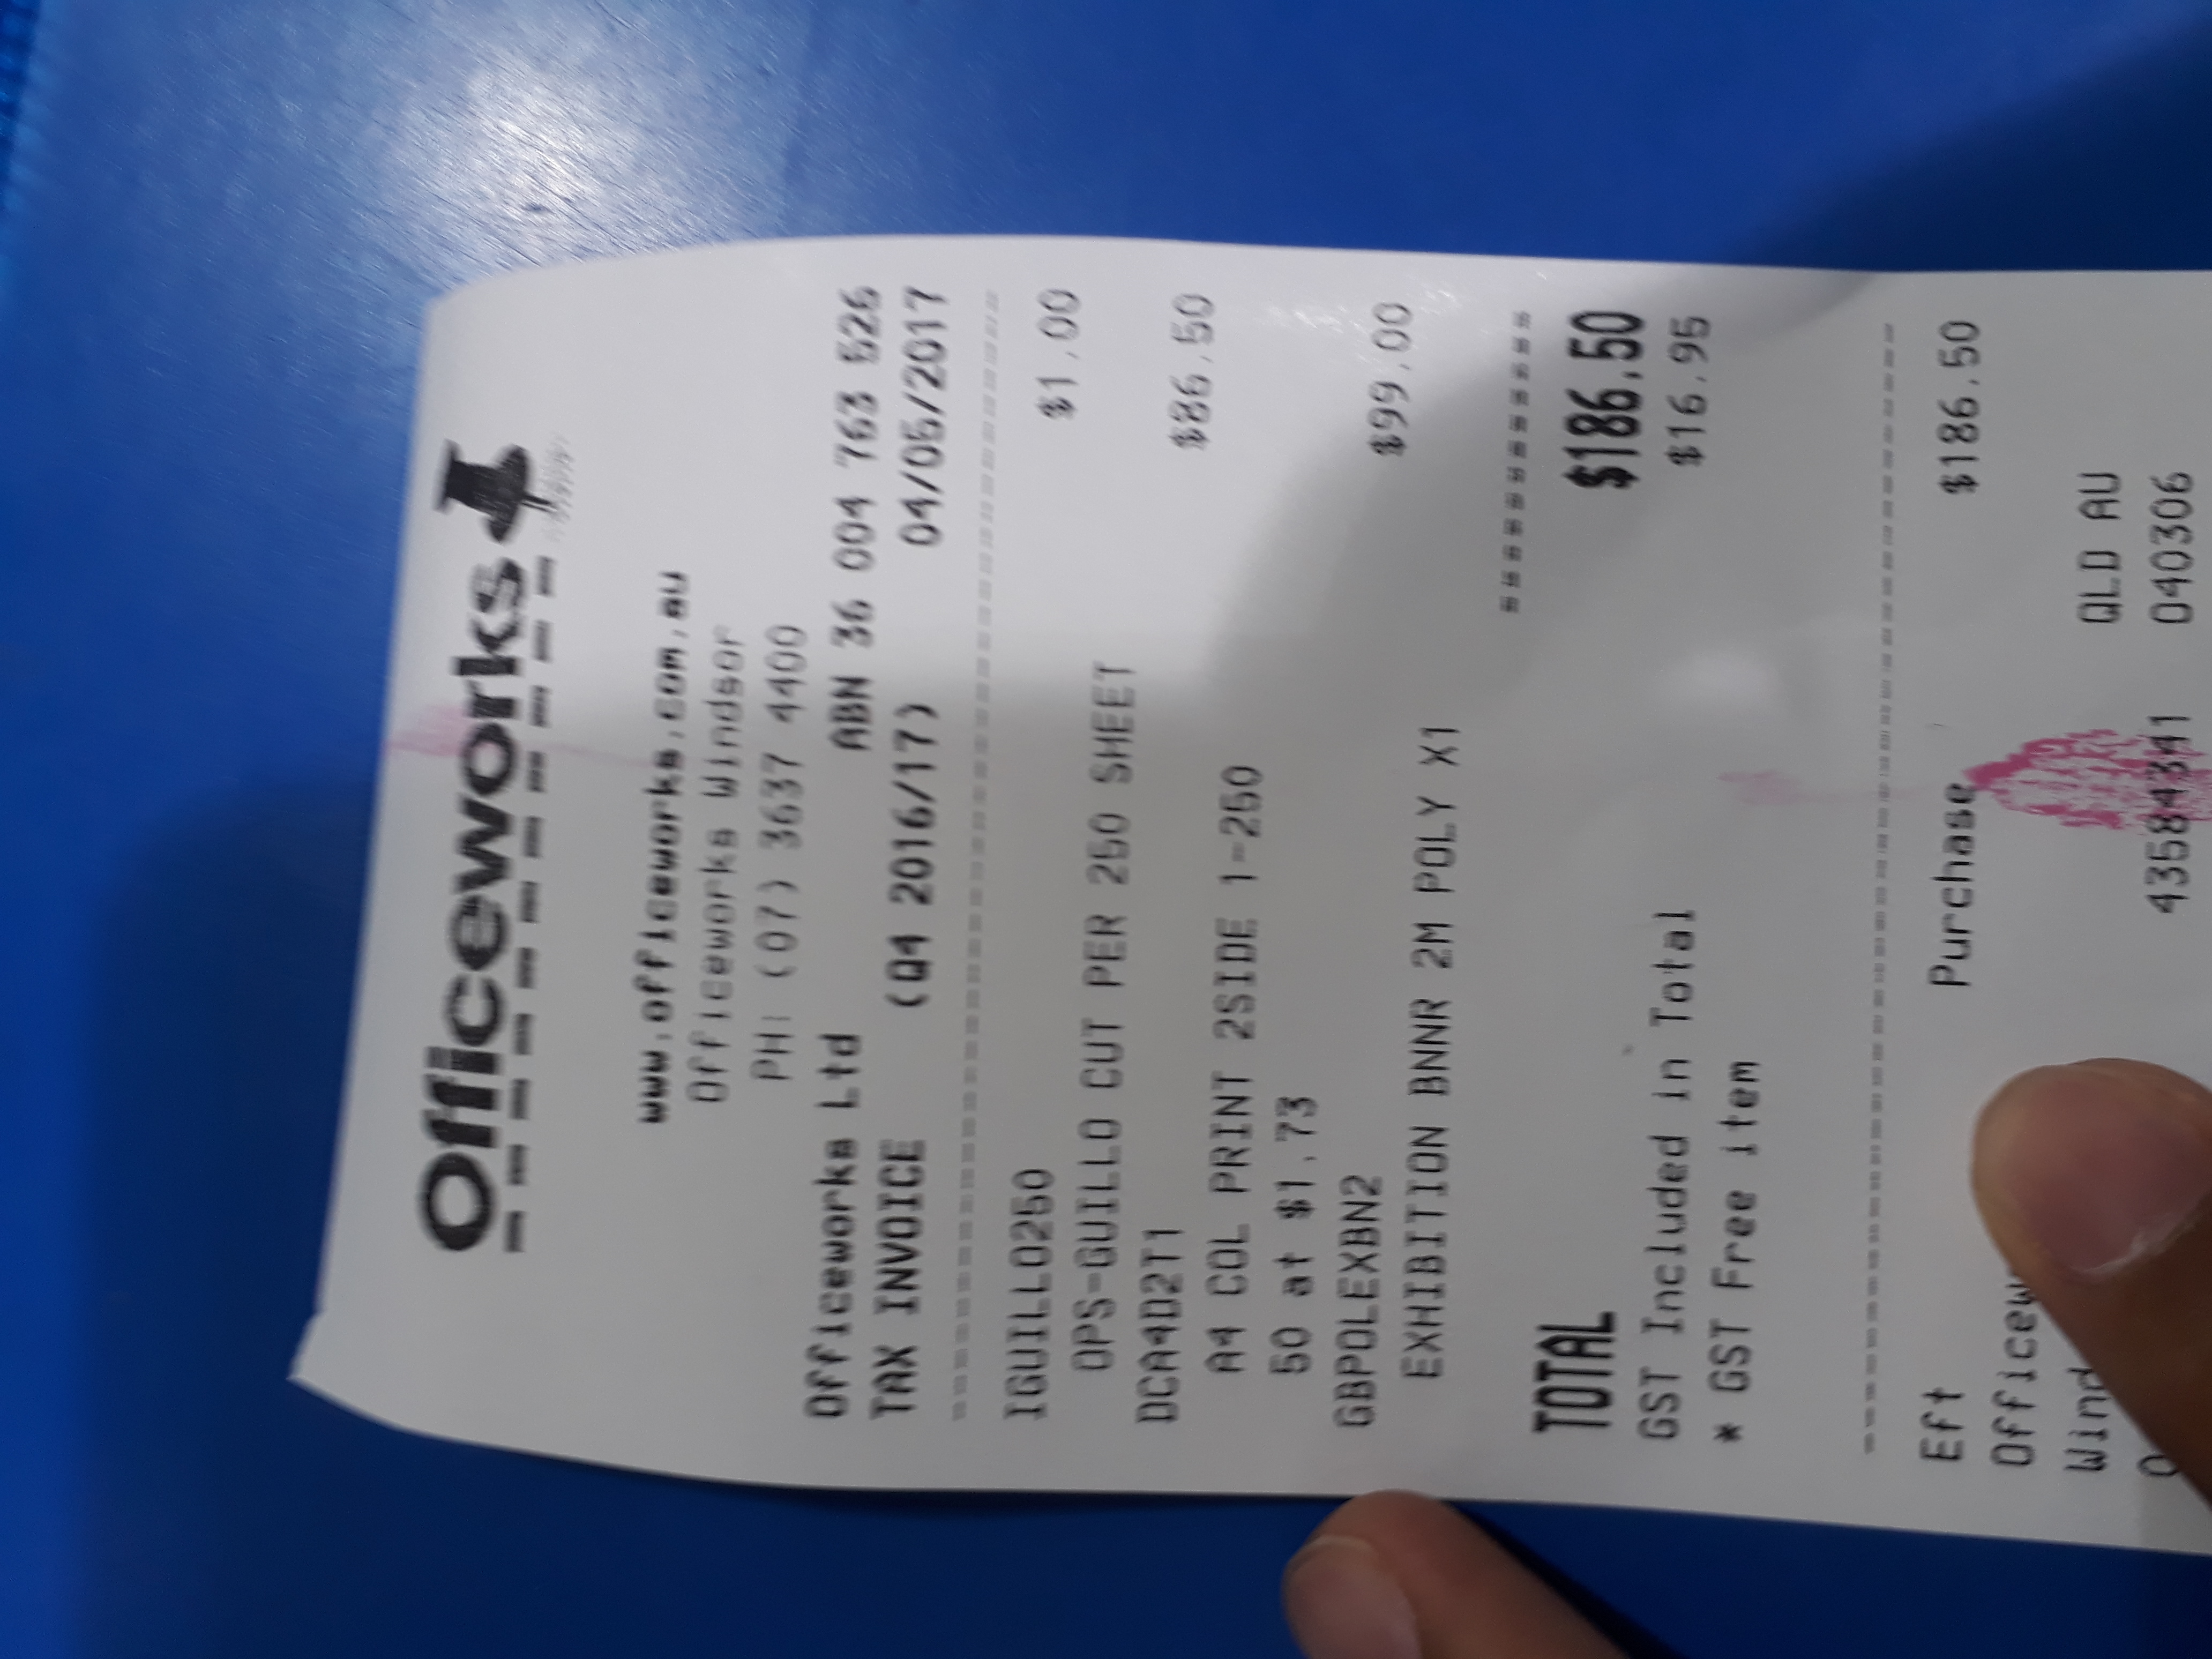 Officeworks
www.officeworks.com.au
Officeworks Windsor
PH: (07) 3637 4400
Officeworks Ltd ABN 36 004 763 526
TAX INVOICE (Q4 2016/17) 04/05/2017
IGUILLO250 $1.00
OPS-GUILLO CUT PER 250 SHEET
DCA4D2T1 $86.50
A4 COL PRINT 2SIDE 1-250
50 at $1.73
GBPOLEXBN2 $99.00
EXHIBITION BNNR 2M POLY X1
TOTAL $186.50
GST Included in Total $16.95
* GST Free item
Eft Purchase $186.50
Officew
Wind QLD AU
43584341 040306